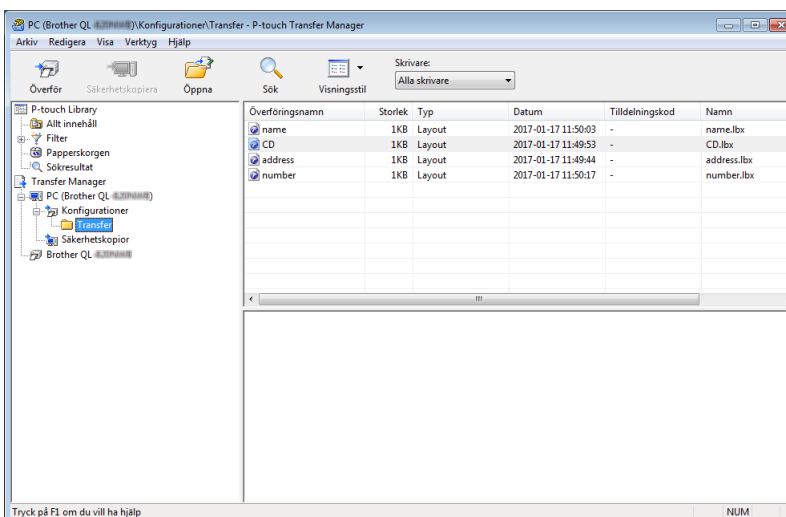 PC (Brother QL )\Konfigurationer\Transfer - P-touch Transfer Manager
Arkiv Redigera Visa Verktyg Hjälp
Skrivare:
Alla skrivare
Överför Säkerhetskopiera Öppna Sök Visningsstil
P-touch Library
Allt innehåll
Filter
Papperskorgen
Sökresultat
Transfer Manager
PC (Brother QL )
Konfigurationer
Transfer
Säkerhetskopior
Brother QL
Överföringsnamn Storlek Typ Datum Tilldelningskod Namn
name 1KB Layout 2017-01-17 11:50:03 - name.lbx
CD 1KB Layout 2017-01-17 11:49:53 - CD.lbx
address 1KB Layout 2017-01-17 11:49:44 - address.lbx
number 1KB Layout 2017-01-17 11:50:17 - number.lbx
Tryck på F1 om du vill ha hjälp NUM